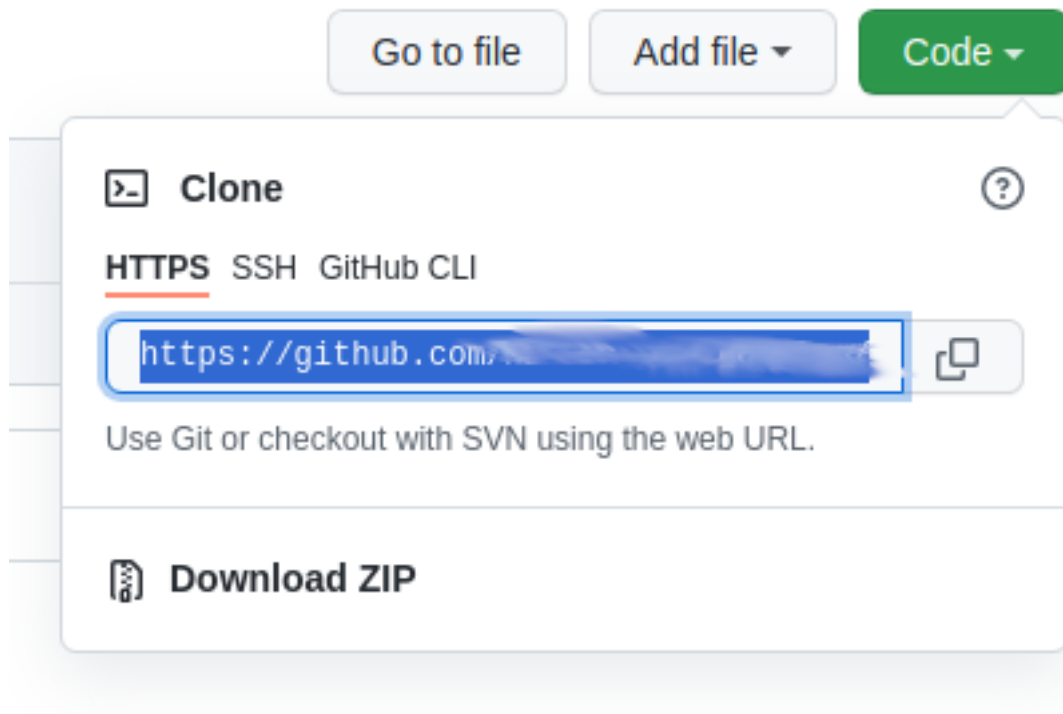 Go to file Add file Code
Clone
HTTPS SSH GitHub CLI
https://github.com/
Use Git or checkout with SVN using the web URL.
Download ZIP